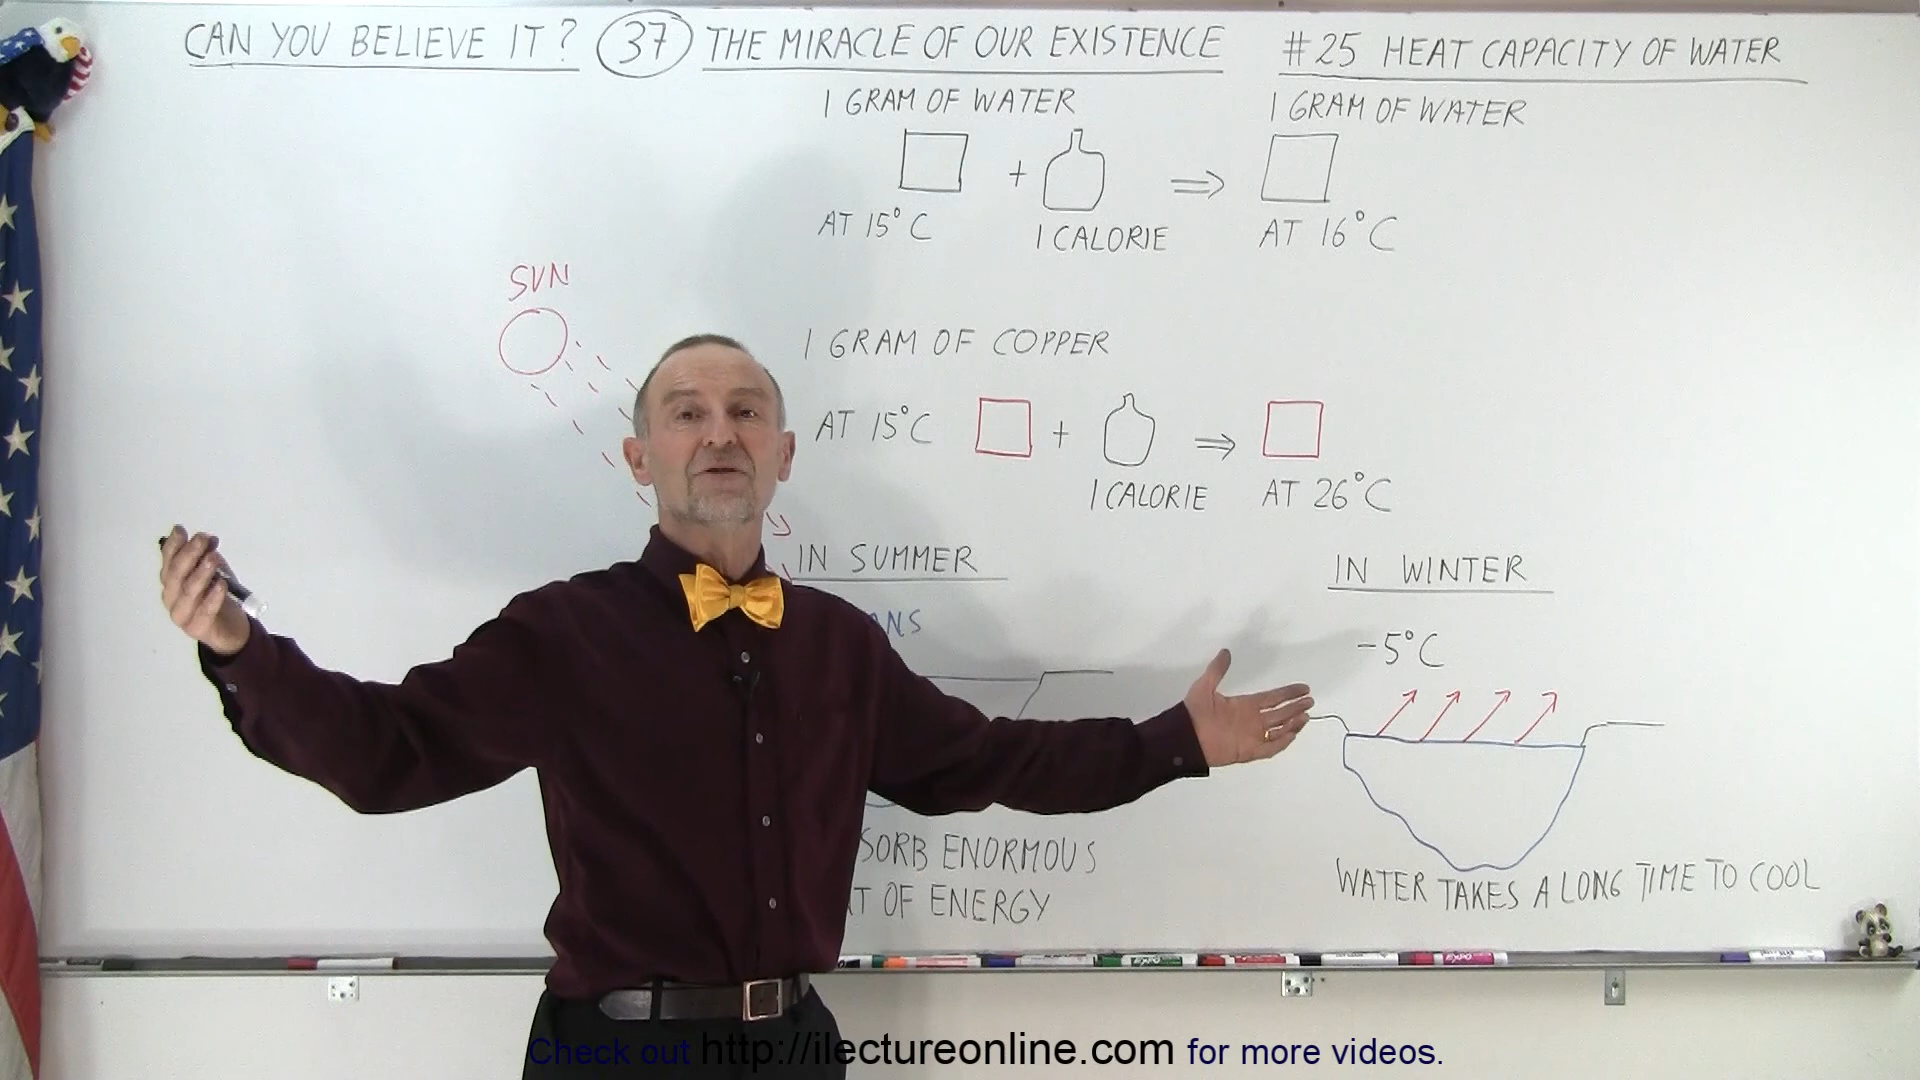 CAN YOU BELIEVE IT? 37 THE MIRACLE OF OUR EXISTENCE #25 HEAT CAPACITY OF WATER
1 GRAM OF WATER 1 GRAM OF WATER
+ ⇒
AT 15°C 1 CALORIE AT 16°C
SUN
1 GRAM OF COPPER
AT 15°C + ⇒
1 CALORIE AT 26°C
IN SUMMER IN WINTER
-5°C
ENORMOUS
OF ENERGY
WATER TAKES A LONG TIME TO COOL
Check out http://ilectureonline.com for more videos.